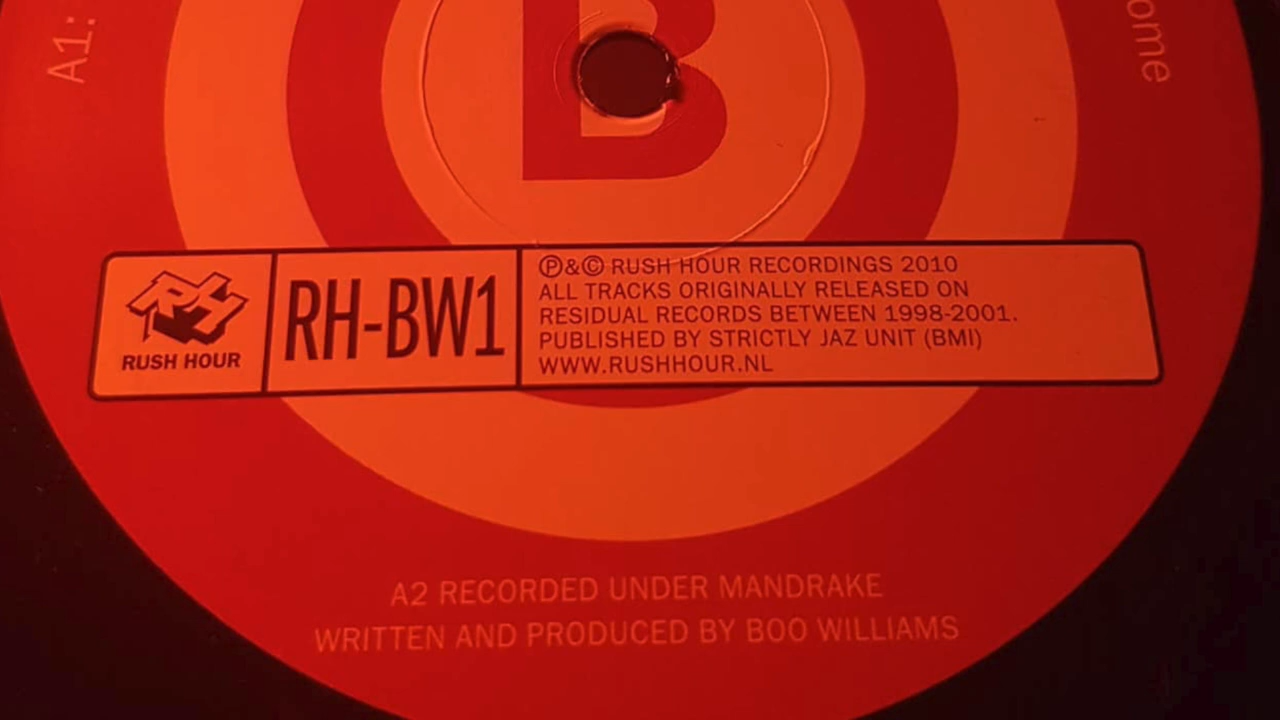 A1:
ome
B
RH
RUSH HOUR
RH-BW1
℗&© RUSH HOUR RECORDINGS 2010
ALL TRACKS ORIGINALLY RELEASED ON
RESIDUAL RECORDS BETWEEN 1998-2001.
PUBLISHED BY STRICTLY JAZ UNIT (BMI)
WWW.RUSHHOUR.NL
A2 RECORDED UNDER MANDRAKE
WRITTEN AND PRODUCED BY BOO WILLIAMS